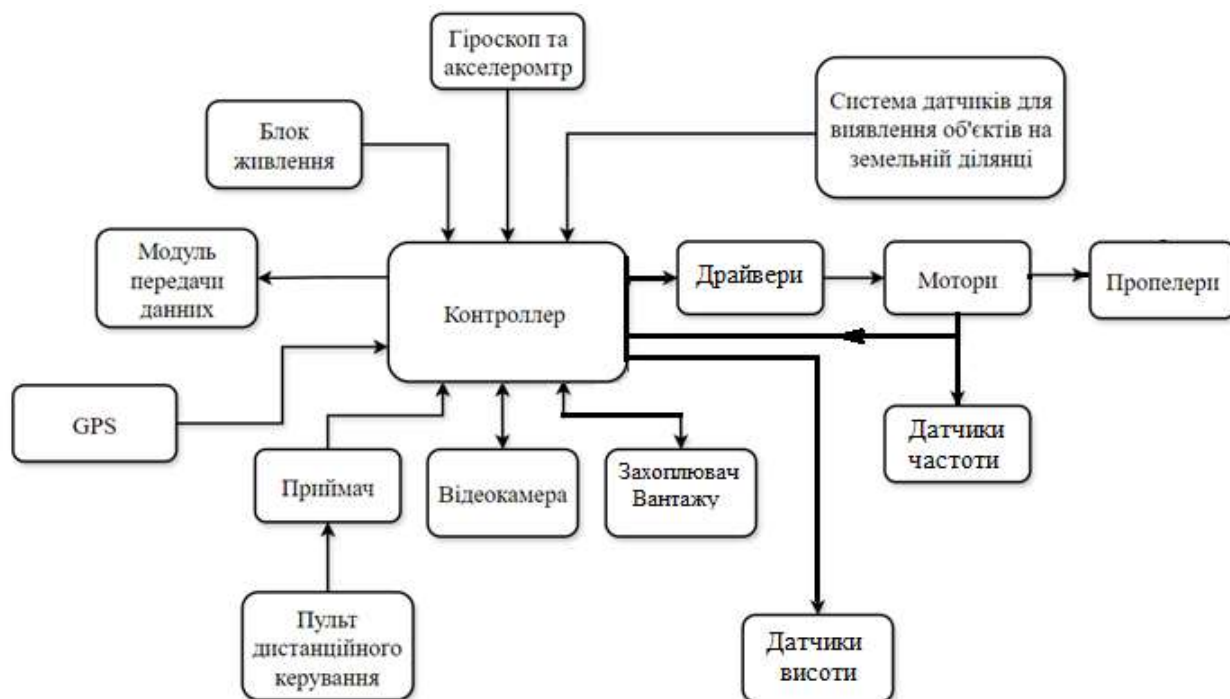 Гіроскоп та
акселеромтр
Система датчиків для
виявлення об'єктів на
земельній ділянці
Блок
живлення
Модуль
передачи
данних
Контроллер
Драйвери
Мотори
Пропелери
GPS
Приймач
Відеокамера
Захоплювач
Вантажу
Датчики
частоти
Пульт
дистанційного
керування
Датчики
висоти